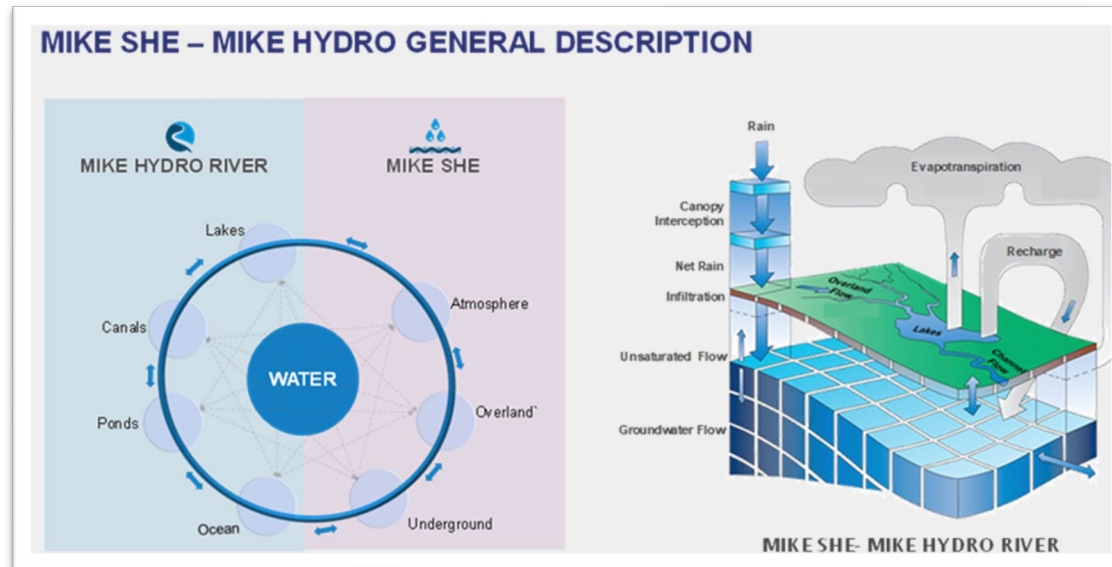 MIKE SHE – MIKE HYDRO GENERAL DESCRIPTION
MIKE HYDRO RIVER
MIKE SHE
Lakes
Atmosphere
Canals
WATER
Ponds
Overland`
Ocean
Underground
Rain
Evapotranspiration
Canopy
Interception
Recharge
Net Rain
Infiltration
Overland
Flow
Lakes
Unsaturated Flow
Channel
Flow
Groundwater Flow
MIKE SHE- MIKE HYDRO RIVER